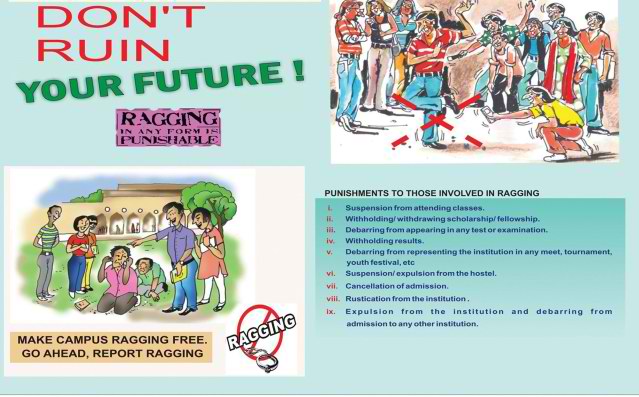 DON'T
RUIN
YOUR FUTURE !
RAGGING
IN ANY FORM IS
PUNISHABLE
MAKE CAMPUS RAGGING FREE.
GO AHEAD, REPORT RAGGING
RAGGING
PUNISHMENTS TO THOSE INVOLVED IN RAGGING
i. Suspension from attending classes.
ii. Withholding/ withdrawing scholarship/ fellowship.
iii. Debarring from appearing in any test or examination.
iv. Withholding results.
v. Debarring from representing the institution in any meet, tournament,
youth festival, etc
vi. Suspension/ expulsion from the hostel.
vii. Cancellation of admission.
viii. Rustication from the institution .
ix. Expulsion from the institution and debarring from
admission to any other institution.